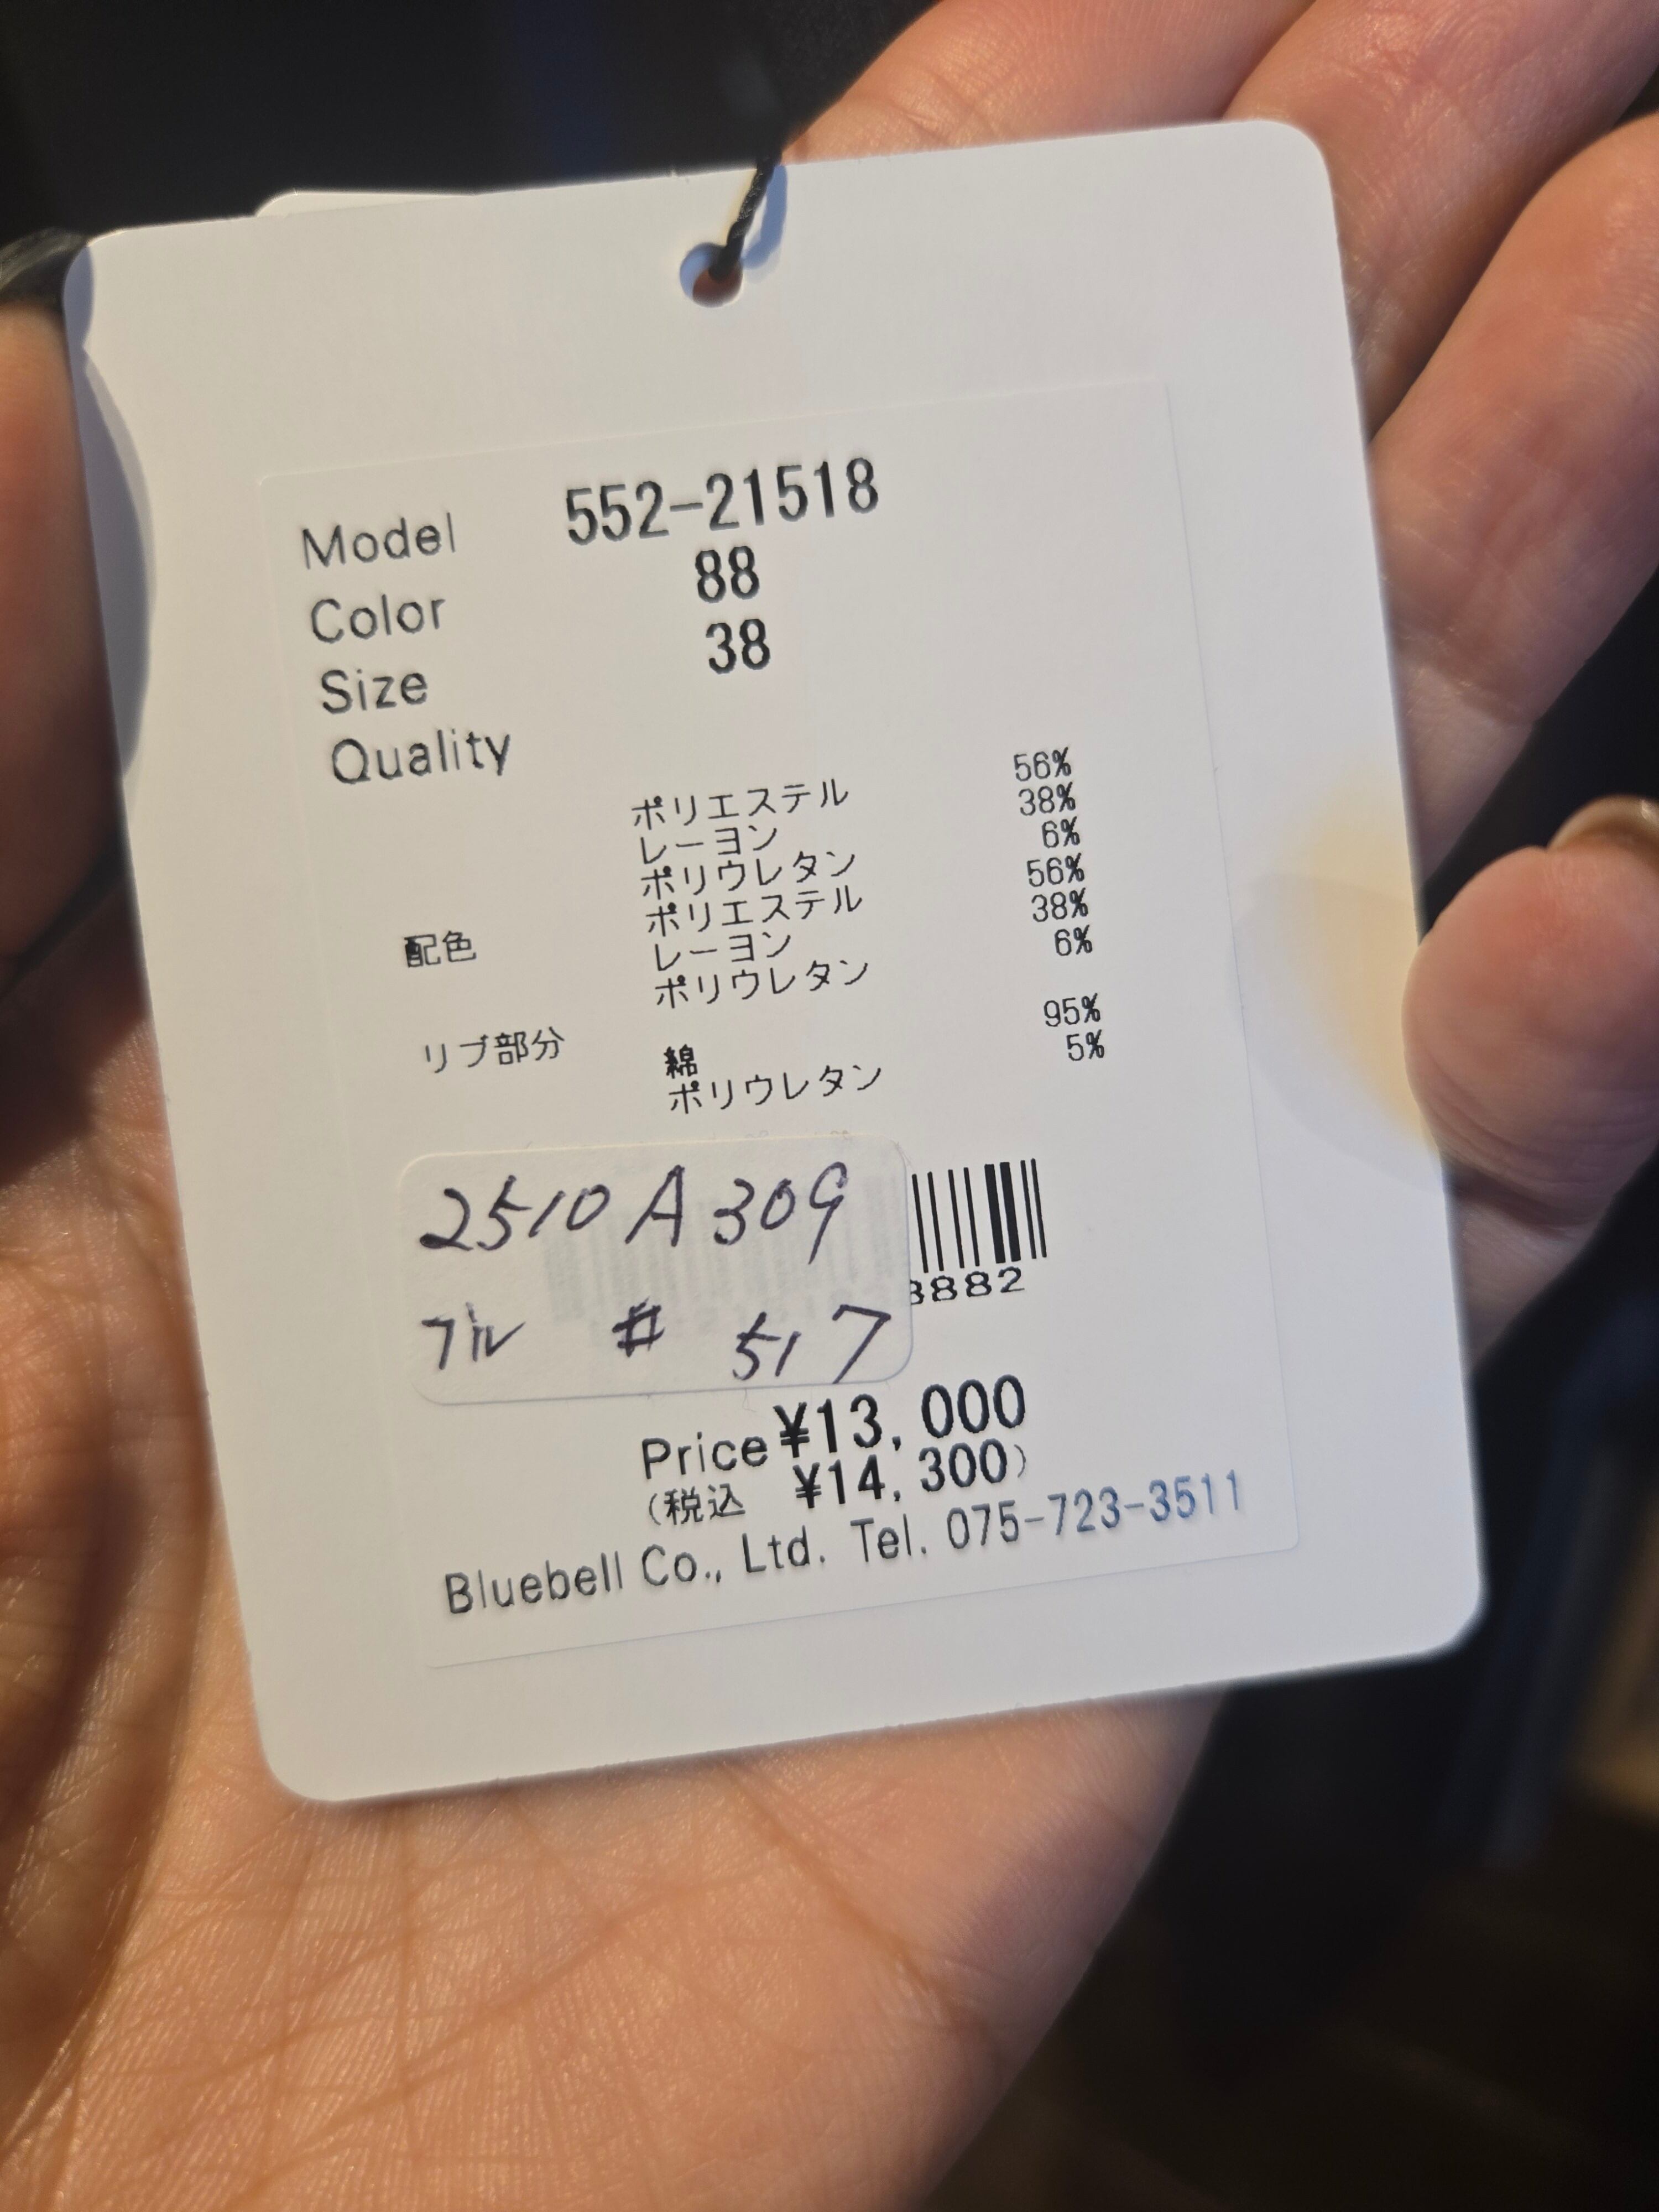 Model 552-21518
Color 88
Size 38
Quality
ポリエステル 56%
レーヨン 38%
ポリウレタン 6%
配色 ポリエステル 56%
レーヨン 38%
ポリウレタン 6%
リブ部分 綿 95%
ポリウレタン 5%
2510 A 309
# 517
8882
Price ¥13,000
(税込 ¥14,300)
Bluebell Co., Ltd. Tel. 075-723-3511